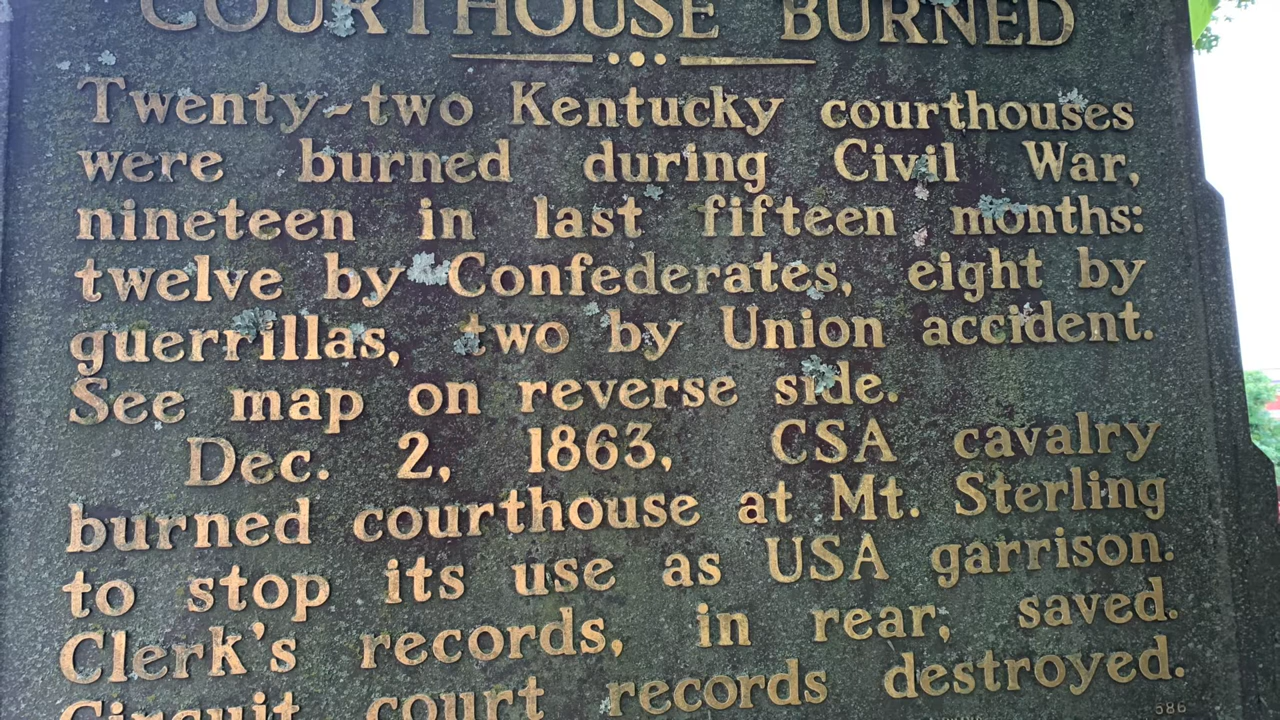 COURTHOUSE BURNED
Twenty-two Kentucky courthouses
were burned during Civil War,
nineteen in last fifteen months:
twelve by Confederates, eight by
guerrillas, two by Union accident.
See map on reverse side.
Dec. 2, 1863, CSA cavalry
burned courthouse at Mt. Sterling
to stop its use as USA garrison.
Clerk's records, in rear, saved.
Circuit court records destroyed.
586